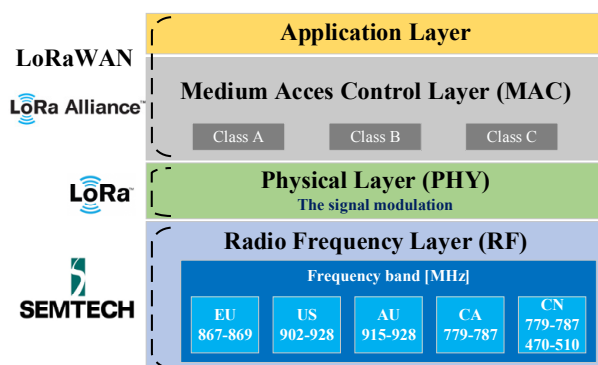 Application Layer
LoRaWAN
LoRa Alliance™
Medium Acces Control Layer (MAC)
Class A
Class B
Class C
LoRa™
Physical Layer (PHY)
The signal modulation
Radio Frequency Layer (RF)
SEMTECH
Frequency band [MHz]
EU
867-869
US
902-928
AU
915-928
CA
779-787
CN
779-787
470-510